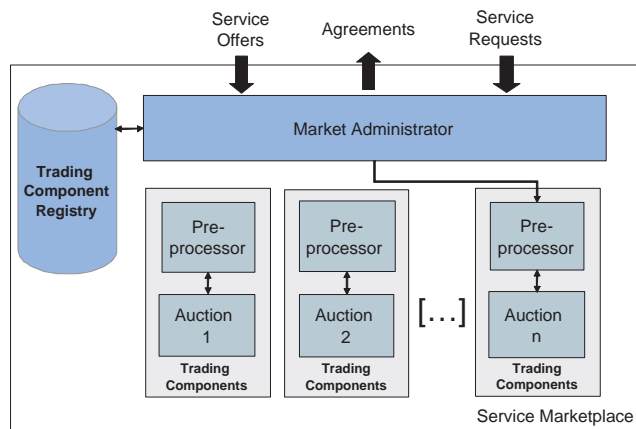 Service
Offers
Agreements
Service
Requests
Market Administrator
Trading
Component
Registry
Pre-
processor
Auction
1
Trading
Components
Pre-
processor
Auction
2
Trading
Components
[...]
Pre-
processor
Auction
n
Trading
Components
Service Marketplace